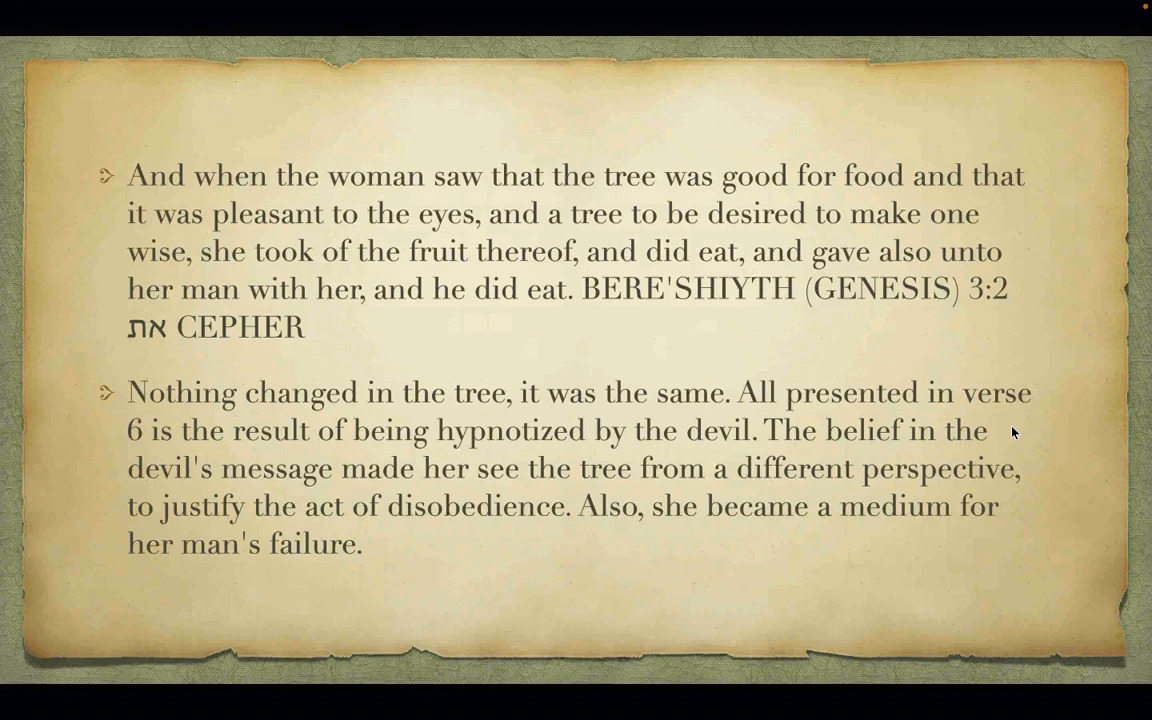 And when the woman saw that the tree was good for food and that
it was pleasant to the eyes, and a tree to be desired to make one
wise, she took of the fruit thereof, and did eat, and gave also unto
her man with her, and he did eat. BERE'SHIYTH (GENESIS) 3:2
את CEPHER
Nothing changed in the tree, it was the same. All presented in verse
6 is the result of being hypnotized by the devil. The belief in the
devil's message made her see the tree from a different perspective,
to justify the act of disobedience. Also, she became a medium for
her man's failure.